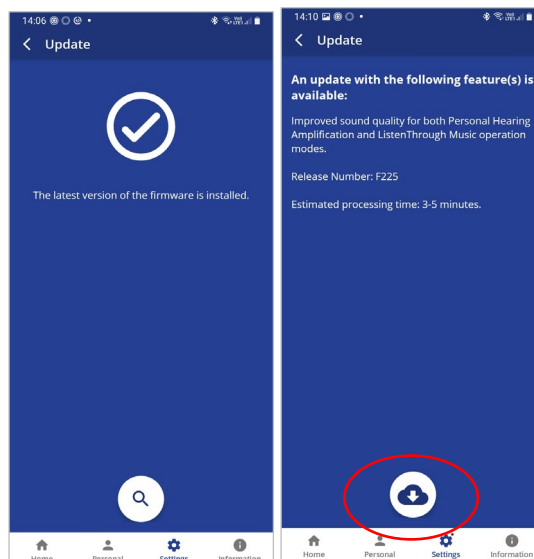 14:06
Update
The latest version of the firmware is installed.
Home Personal Settings Information
14:10
Update
An update with the following feature(s) is
available:
Improved sound quality for both Personal Hearing
Amplification and ListenThrough Music operation
modes.
Release Number: F225
Estimated processing time: 3-5 minutes.
Home Personal Settings Information